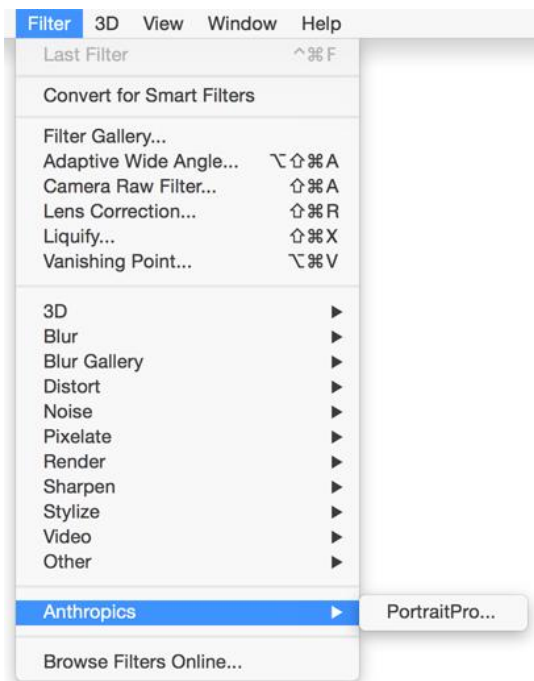 Filter 3D View Window Help
Last Filter ^⌘F
Convert for Smart Filters
Filter Gallery...
Adaptive Wide Angle... ⌥⇧⌘A
Camera Raw Filter... ⇧⌘A
Lens Correction... ⇧⌘R
Liquify... ⇧⌘X
Vanishing Point... ⌥⌘V
3D
Blur
Blur Gallery
Distort
Noise
Pixelate
Render
Sharpen
Stylize
Video
Other
Anthropics PortraitPro...
Browse Filters Online...